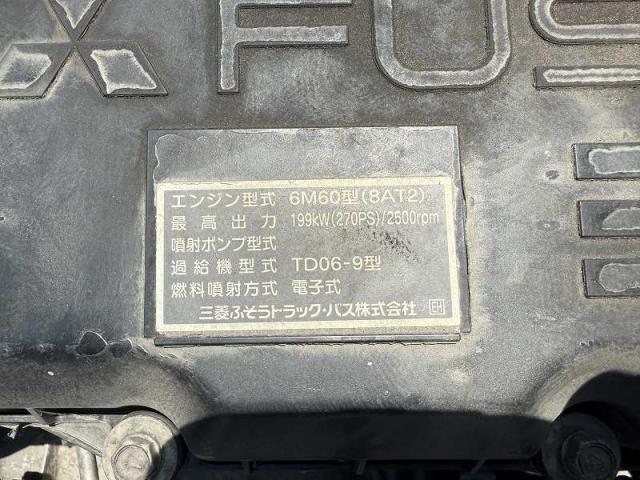 FUS
エンジン型式 6M60型(8AT2)
最高出力 199kW(270PS)/2500rpm
噴射ポンプ型式
過給機型式 TD06-9型
燃料噴射方式 電子式
三菱ふそうトラック・バス株式会社 EH